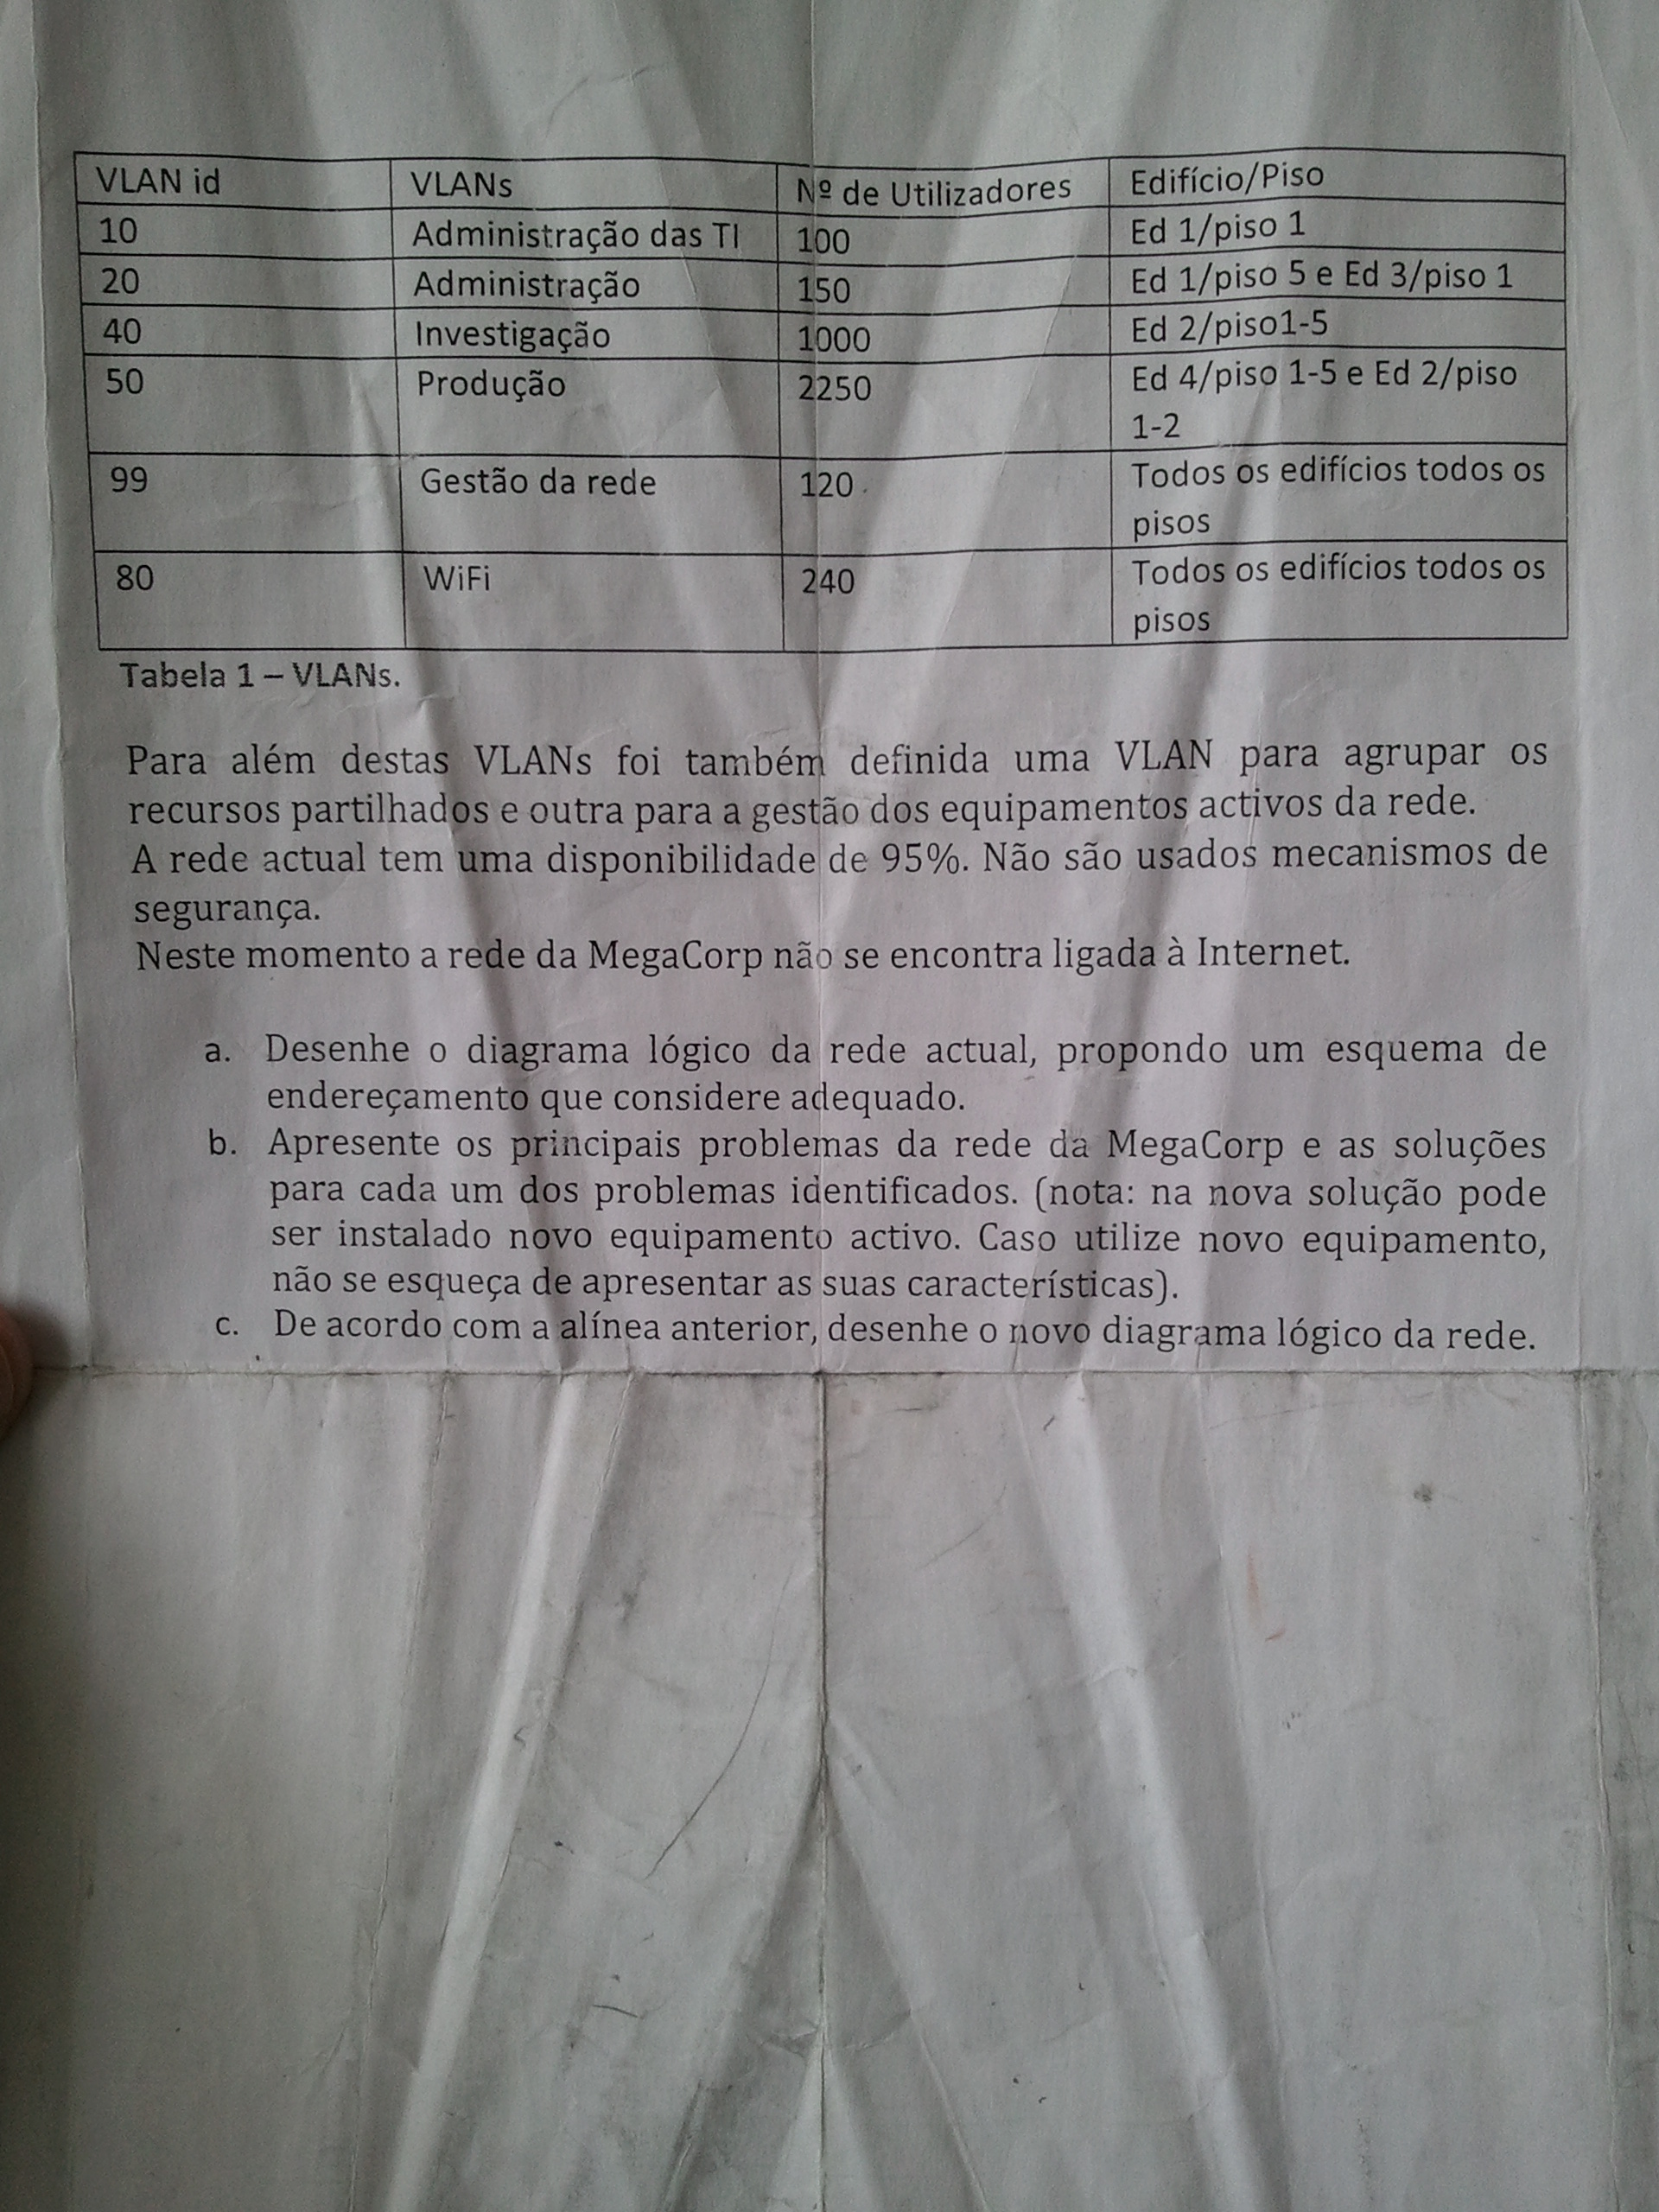 VLAN id VLANs Nº de Utilizadores Edifício/Piso
10 Administração das TI 100 Ed 1/piso 1
20 Administração 150 Ed 1/piso 5 e Ed 3/piso 1
40 Investigação 1000 Ed 2/piso1-5
50 Produção 2250 Ed 4/piso 1-5 e Ed 2/piso
1-2
99 Gestão da rede 120 Todos os edifícios todos os
pisos
80 WiFi 240 Todos os edifícios todos os
pisos
Tabela 1 – VLANs.
Para além destas VLANs foi também definida uma VLAN para agrupar os
recursos partilhados e outra para a gestão dos equipamentos activos da rede.
A rede actual tem uma disponibilidade de 95%. Não são usados mecanismos de
segurança.
Neste momento a rede da MegaCorp não se encontra ligada à Internet.
a. Desenhe o diagrama lógico da rede actual, propondo um esquema de
endereçamento que considere adequado.
b. Apresente os principais problemas da rede da MegaCorp e as soluções
para cada um dos problemas identificados. (nota: na nova solução pode
ser instalado novo equipamento activo. Caso utilize novo equipamento,
não se esqueça de apresentar as suas características).
c. De acordo com a alínea anterior, desenhe o novo diagrama lógico da rede.